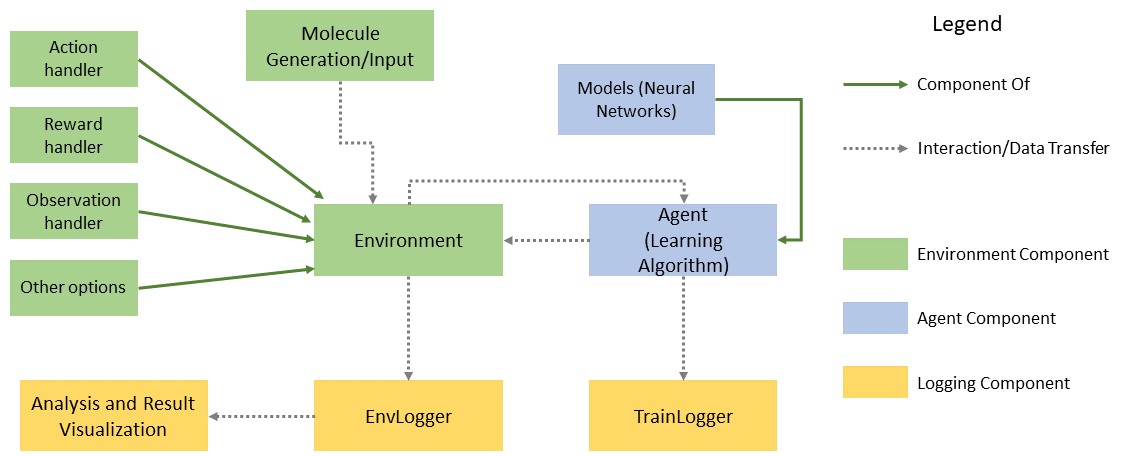 Action
handler
Molecule
Generation/Input
Reward
handler
Models (Neural
Networks)
Observation
handler
Environment
Agent
(Learning
Algorithm)
Other options
Analysis and Result
Visualization
EnvLogger
TrainLogger
Legend
Component Of
Interaction/Data Transfer
Environment Component
Agent Component
Logging Component